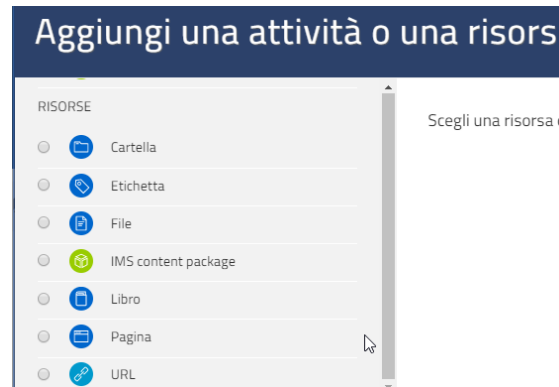 Aggiungi una attività o una risors
RISORSE
Scegli una risorsa
Cartella
Etichetta
File
IMS content package
Libro
Pagina
URL